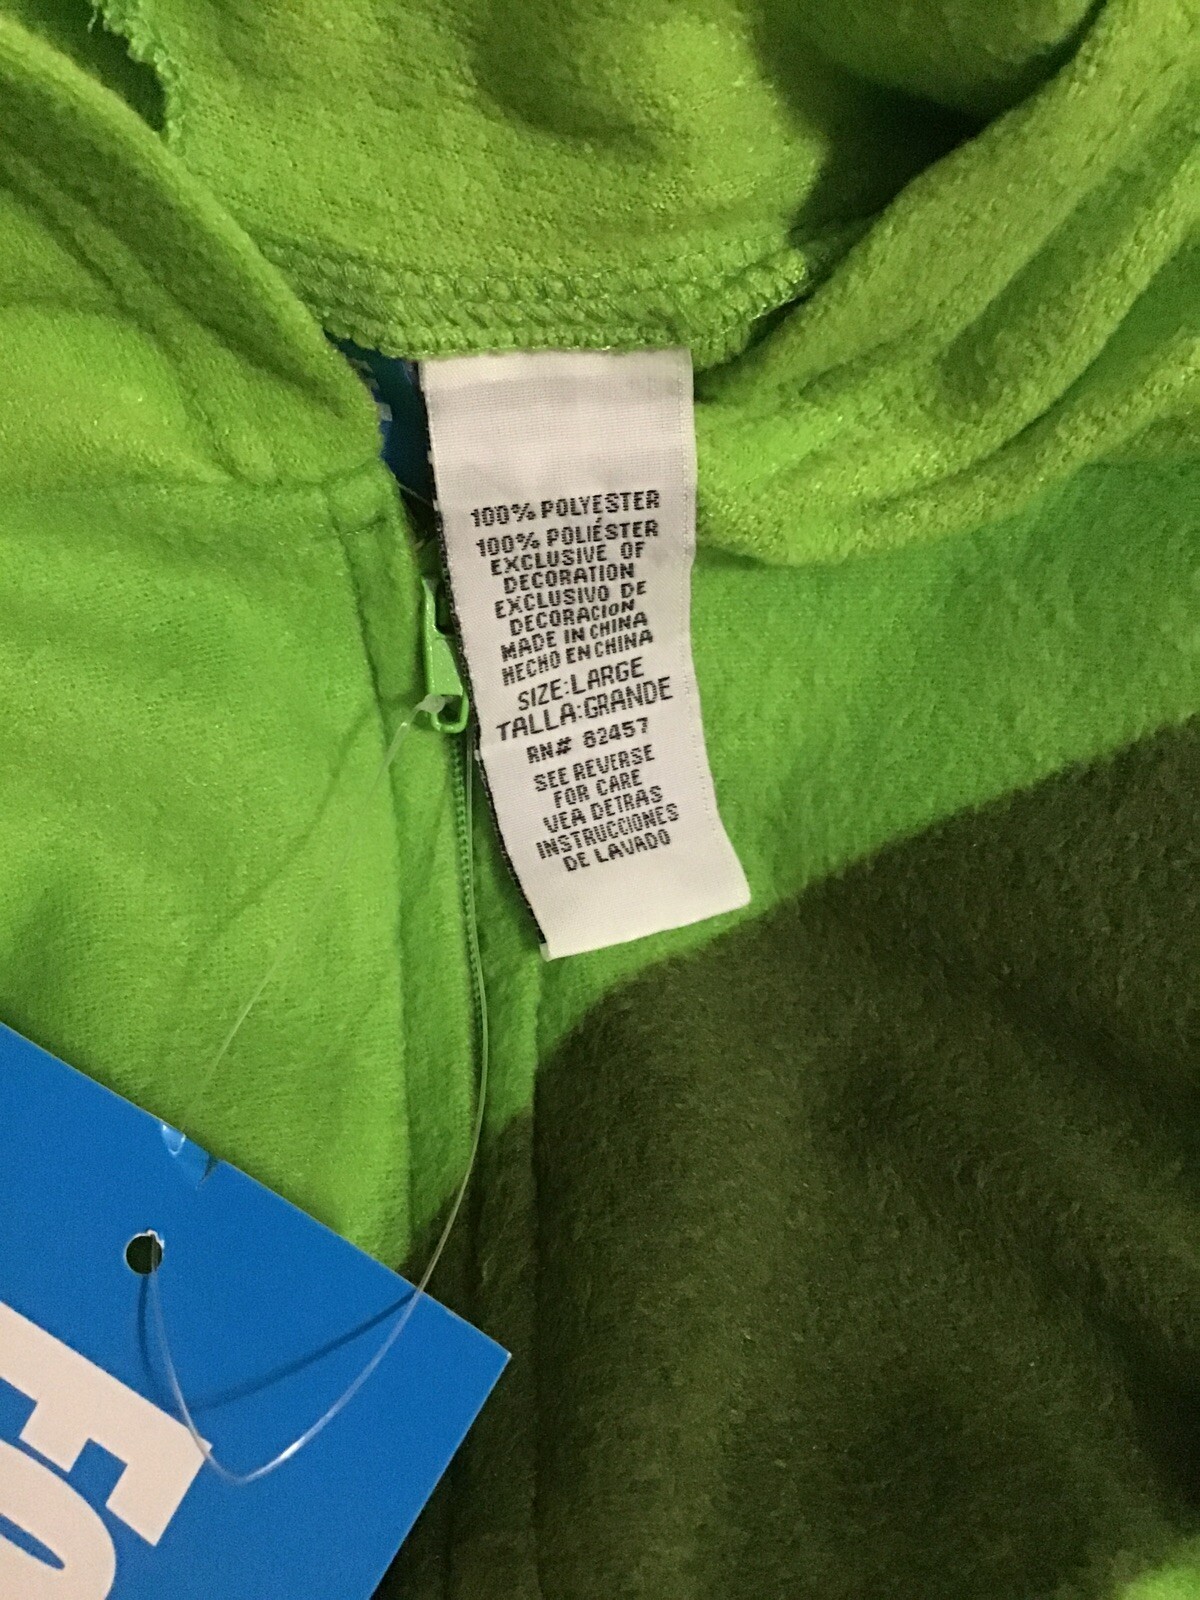 100% POLYESTER
100% POLIÉSTER
EXCLUSIVE OF
DECORATION
EXCLUSIVO DE
DECORACION
MADE IN CHINA
HECHO EN CHINA
SIZE:LARGE
TALLA:GRANDE
RN# 82457
SEE REVERSE
FOR CARE
VEA DETRAS
INSTRUCCIONES
DE LAVADO